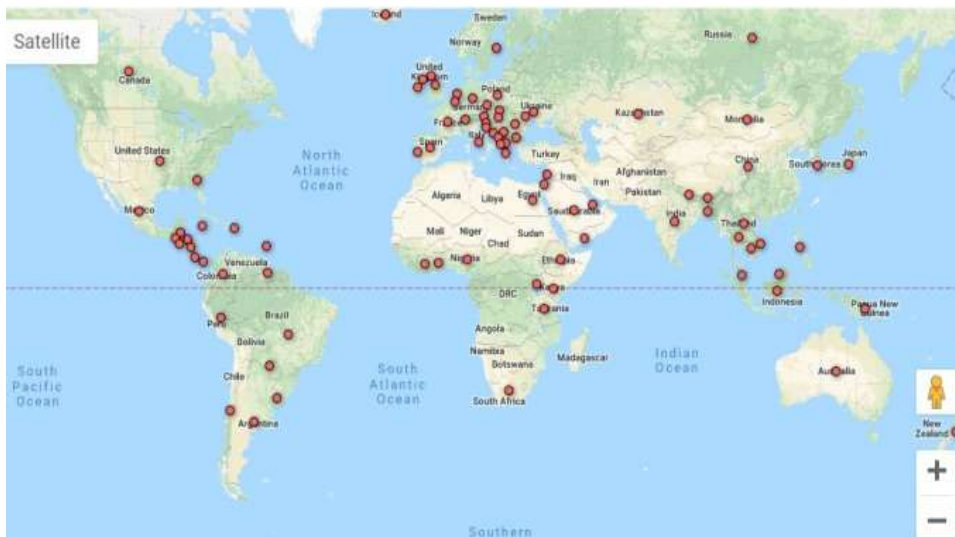 Satellite
Iceland
Sweden
Norway
Russia
United
Kingdom
Canada
Poland
Germany
Ukraine
France
Kazakhstan
Mongolia
Italy
Spain
United States
North
Atlantic
Ocean
Turkey
China
South Korea
Japan
Afghanistan
Iraq
Iran
Pakistan
Algeria
Libya
Egypt
Saudi Arabia
Mexico
India
Thailand
Mali
Niger
Sudan
Chad
Nigeria
Ethiopia
Venezuela
Colombia
DRC
Kenya
Indonesia
Papua New
Guinea
Tanzania
Peru
Brazil
Angola
Bolivia
Namibia
Botswana
Madagascar
Indian
Ocean
South
Pacific
Ocean
Chile
South
Atlantic
Ocean
Australia
South Africa
Argentina
New
Zealand
Southern